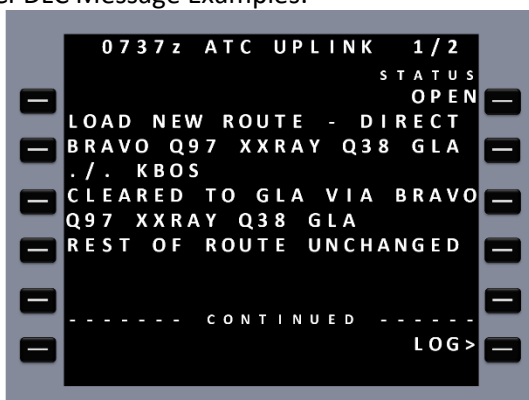 DLC Message Examples:
0737z ATC UPLINK 1/2
STATUS
OPEN
LOAD NEW ROUTE - DIRECT
BRAVO Q97 XXRAY Q38 GLA
./. KBOS
CLEARED TO GLA VIA BRAVO
Q97 XXRAY Q38 GLA
REST OF ROUTE UNCHANGED
------- CONTINUED ------
LOG>